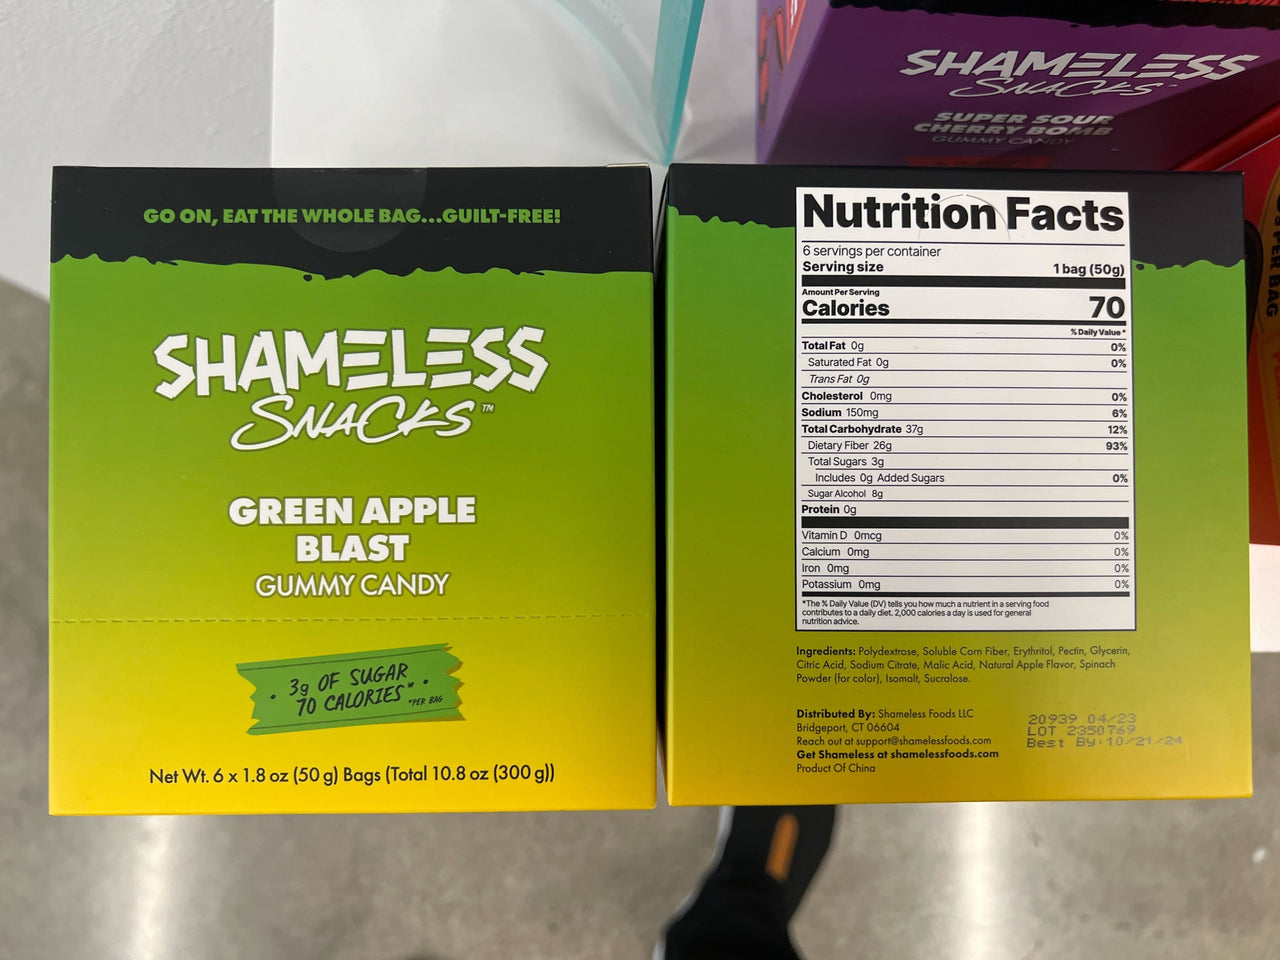 SHAMELESS
SNACKS™
SUPER SOUR
CHERRY BOMB
GUMMY CANDY
GO ON, EAT THE WHOLE BAG...GUILT-FREE!
SHAMELESS
SNACKS™
GREEN APPLE
BLAST
GUMMY CANDY
3g OF SUGAR
70 CALORIES*
*PER BAG
Net Wt. 6 x 1.8 oz (50 g) Bags (Total 10.8 oz (300 g))
Nutrition Facts
6 servings per container
Serving size 1 bag (50g)
Amount Per Serving
Calories 70
% Daily Value *
Total Fat 0g 0%
Saturated Fat 0g 0%
Trans Fat 0g
Cholesterol 0mg 0%
Sodium 150mg 6%
Total Carbohydrate 37g 12%
Dietary Fiber 26g 93%
Total Sugars 3g
Includes 0g Added Sugars 0%
Sugar Alcohol 8g
Protein 0g
Vitamin D 0mcg 0%
Calcium 0mg 0%
Iron 0mg 0%
Potassium 0mg 0%
*The % Daily Value (DV) tells you how much a nutrient in a serving food
contributes to a daily diet. 2,000 calories a day is used for general
nutrition advice.
Ingredients: Polydextrose, Soluble Corn Fiber, Erythritol, Pectin, Glycerin,
Citric Acid, Sodium Citrate, Malic Acid, Natural Apple Flavor, Spinach
Powder (for color), Isomalt, Sucralose.
Distributed By: Shameless Foods LLC
Bridgeport, CT 06604
Reach out at support@shamelessfoods.com
Get Shameless at shamelessfoods.com
Product Of China
20939 04/23
LOT 2350769
Best By:10/21/24
PER BAG